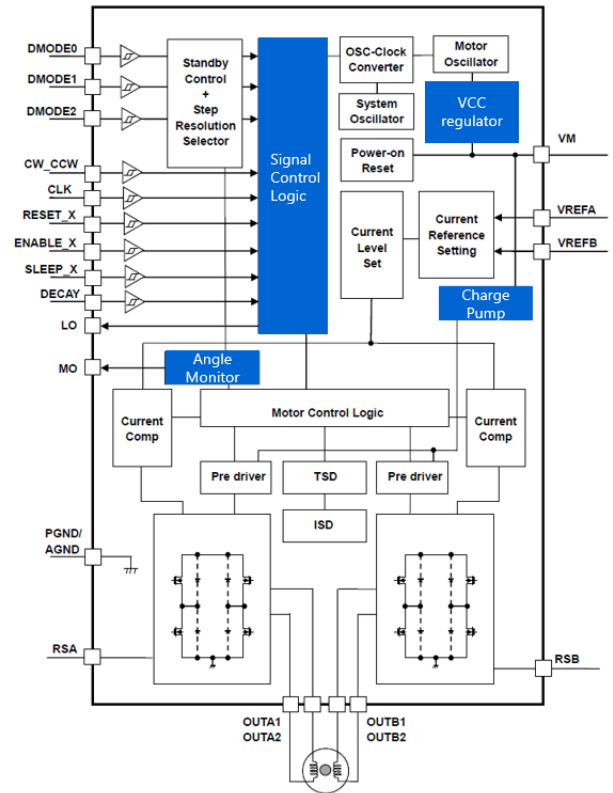 DMODE0
DMODE1
DMODE2
CW_CCW
CLK
RESET_X
ENABLE_X
SLEEP_X
DECAY
LO
MO
PGND/
AGND
RSA
Standby
Control
+
Step
Resolution
Selector
Signal
Control
Logic
OSC-Clock
Converter
Motor
Oscillator
System
Oscillator
VCC
regulator
Power-on
Reset
VM
VREFA
VREFB
Current
Level
Set
Current
Reference
Setting
Charge
Pump
Angle
Monitor
Current
Comp
Motor Control Logic
Current
Comp
Pre driver
TSD
Pre driver
ISD
RSB
OUTA1
OUTA2
OUTB1
OUTB2